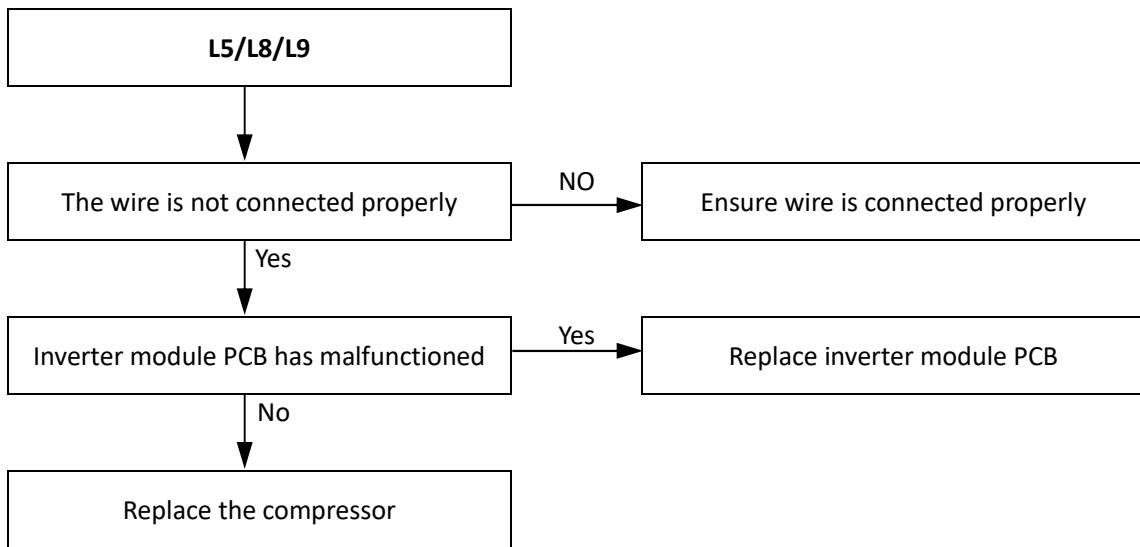 L5/L8/L9
The wire is not connected properly
NO
Ensure wire is connected properly
Yes
Inverter module PCB has malfunctioned
Yes
Replace inverter module PCB
No
Replace the compressor